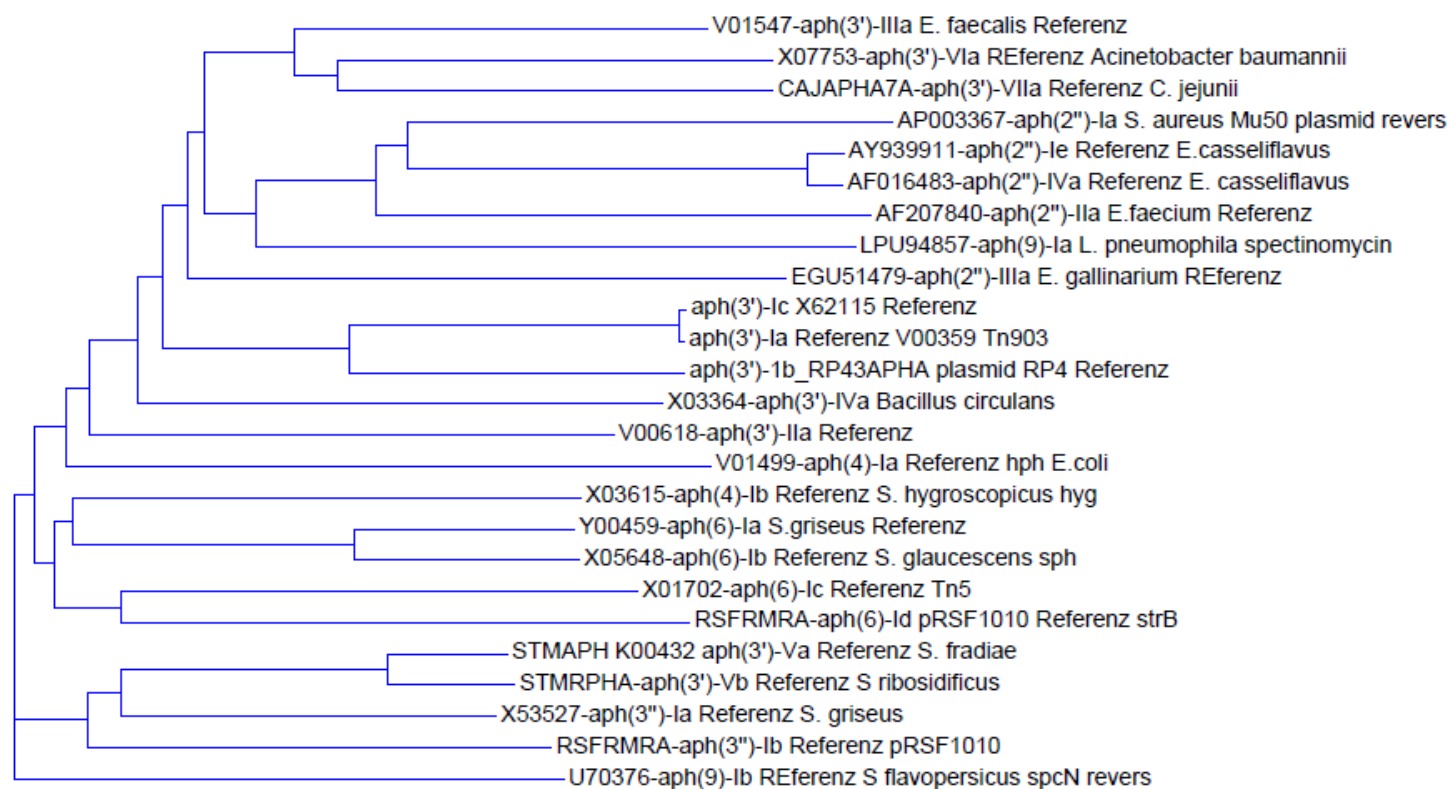 V01547-aph(3')-IIIa E. faecalis Referenz
X07753-aph(3')-VIa REferenz Acinetobacter baumannii
CAJAPHA7A-aph(3')-VIIa Referenz C. jejunii
AP003367-aph(2'')-Ia S. aureus Mu50 plasmid revers
AY939911-aph(2'')-Ie Referenz E.casseliflavus
AF016483-aph(2'')-IVa Referenz E. casseliflavus
AF207840-aph(2'')-IIa E.faecium Referenz
LPU94857-aph(9)-Ia L. pneumophila spectinomycin
EGU51479-aph(2'')-IIIa E. gallinarium REferenz
aph(3')-Ic X62115 Referenz
aph(3')-Ia Referenz V00359 Tn903
aph(3')-1b_RP43APHA plasmid RP4 Referenz
X03364-aph(3')-IVa Bacillus circulans
V00618-aph(3')-IIa Referenz
V01499-aph(4)-Ia Referenz hph E.coli
X03615-aph(4)-Ib Referenz S. hygroscopicus hyg
Y00459-aph(6)-Ia S.griseus Referenz
X05648-aph(6)-Ib Referenz S. glaucescens sph
X01702-aph(6)-Ic Referenz Tn5
RSFRMRA-aph(6)-Id pRSF1010 Referenz strB
STMAPH K00432 aph(3')-Va Referenz S. fradiae
STMRPHA-aph(3')-Vb Referenz S ribosidificus
X53527-aph(3'')-Ia Referenz S. griseus
RSFRMRA-aph(3'')-Ib Referenz pRSF1010
U70376-aph(9)-Ib REferenz S flavopersicus spcN revers